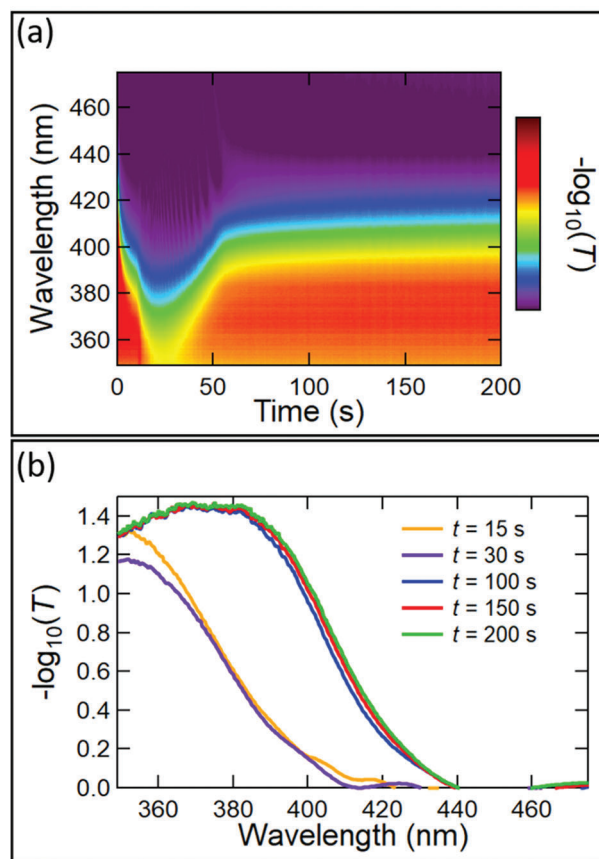 (a)
460
440
420
400
380
360
Wavelength (nm)
0
50
100
150
200
Time (s)
-log10(T)
(b)
1.4
1.2
1.0
0.8
0.6
0.4
0.2
0.0
-log10(T)
t = 15 s
t = 30 s
t = 100 s
t = 150 s
t = 200 s
360
380
400
420
440
460
Wavelength (nm)